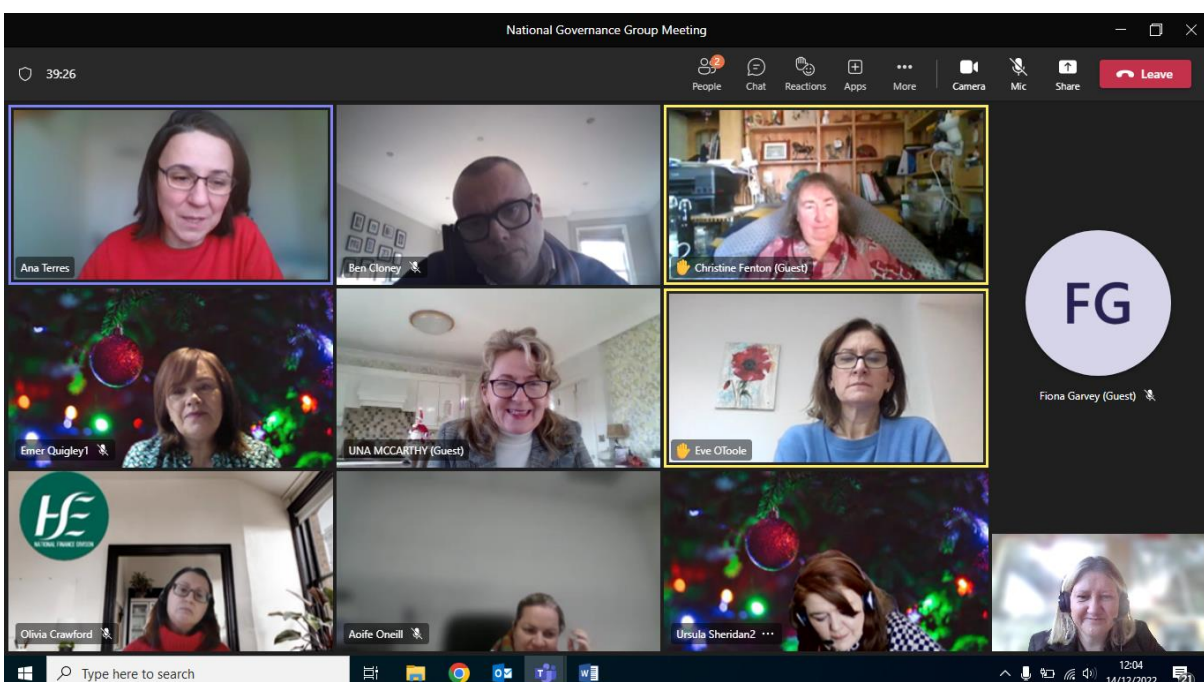 National Governance Group Meeting
39:26
2
People
Chat
Reactions
Apps
More
Camera
Mic
Share
Leave
Ana Terres
Ben Cloney
Christine Fenton (Guest)
FG
Fiona Garvey (Guest)
Emer Quigley1
UNA MCCARTHY (Guest)
Eve OToole
HE
NATIONAL FINANCE DIVISION
Olivia Crawford
Aoife Oneill
Ursula Sheridan2 ...
Type here to search
12:04
14/12/2022
21